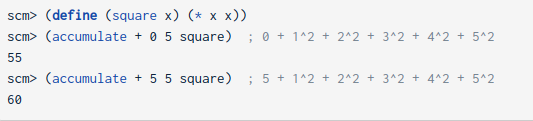 scm> (define (square x) (* x x))
scm> (accumulate + 0 5 square)  ; 0 + 1^2 + 2^2 + 3^2 + 4^2 + 5^2
55
scm> (accumulate + 5 5 square)  ; 5 + 1^2 + 2^2 + 3^2 + 4^2 + 5^2
60